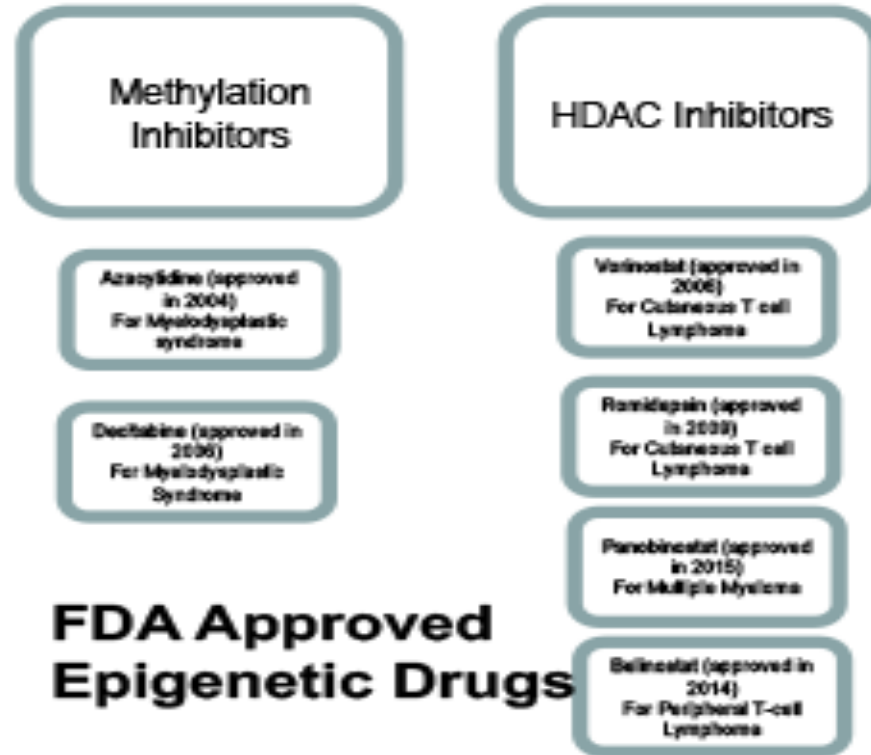 Methylation
Inhibitors
HDAC Inhibitors
Azacytidine (approved
in 2004)
For Myelodysplastic
syndrome
Decitabine (approved in
2006)
For Myelodysplastic
Syndrome
Vorinostat (approved in
2006)
For Cutaneous T cell
Lymphoma
Romidepsin (approved
in 2009)
For Cutaneous T cell
Lymphoma
Panobinostat (approved
in 2015)
For Multiple Myeloma
Belinostat (approved in
2014)
For Peripheral T-cell
Lymphoma
FDA Approved
Epigenetic Drugs